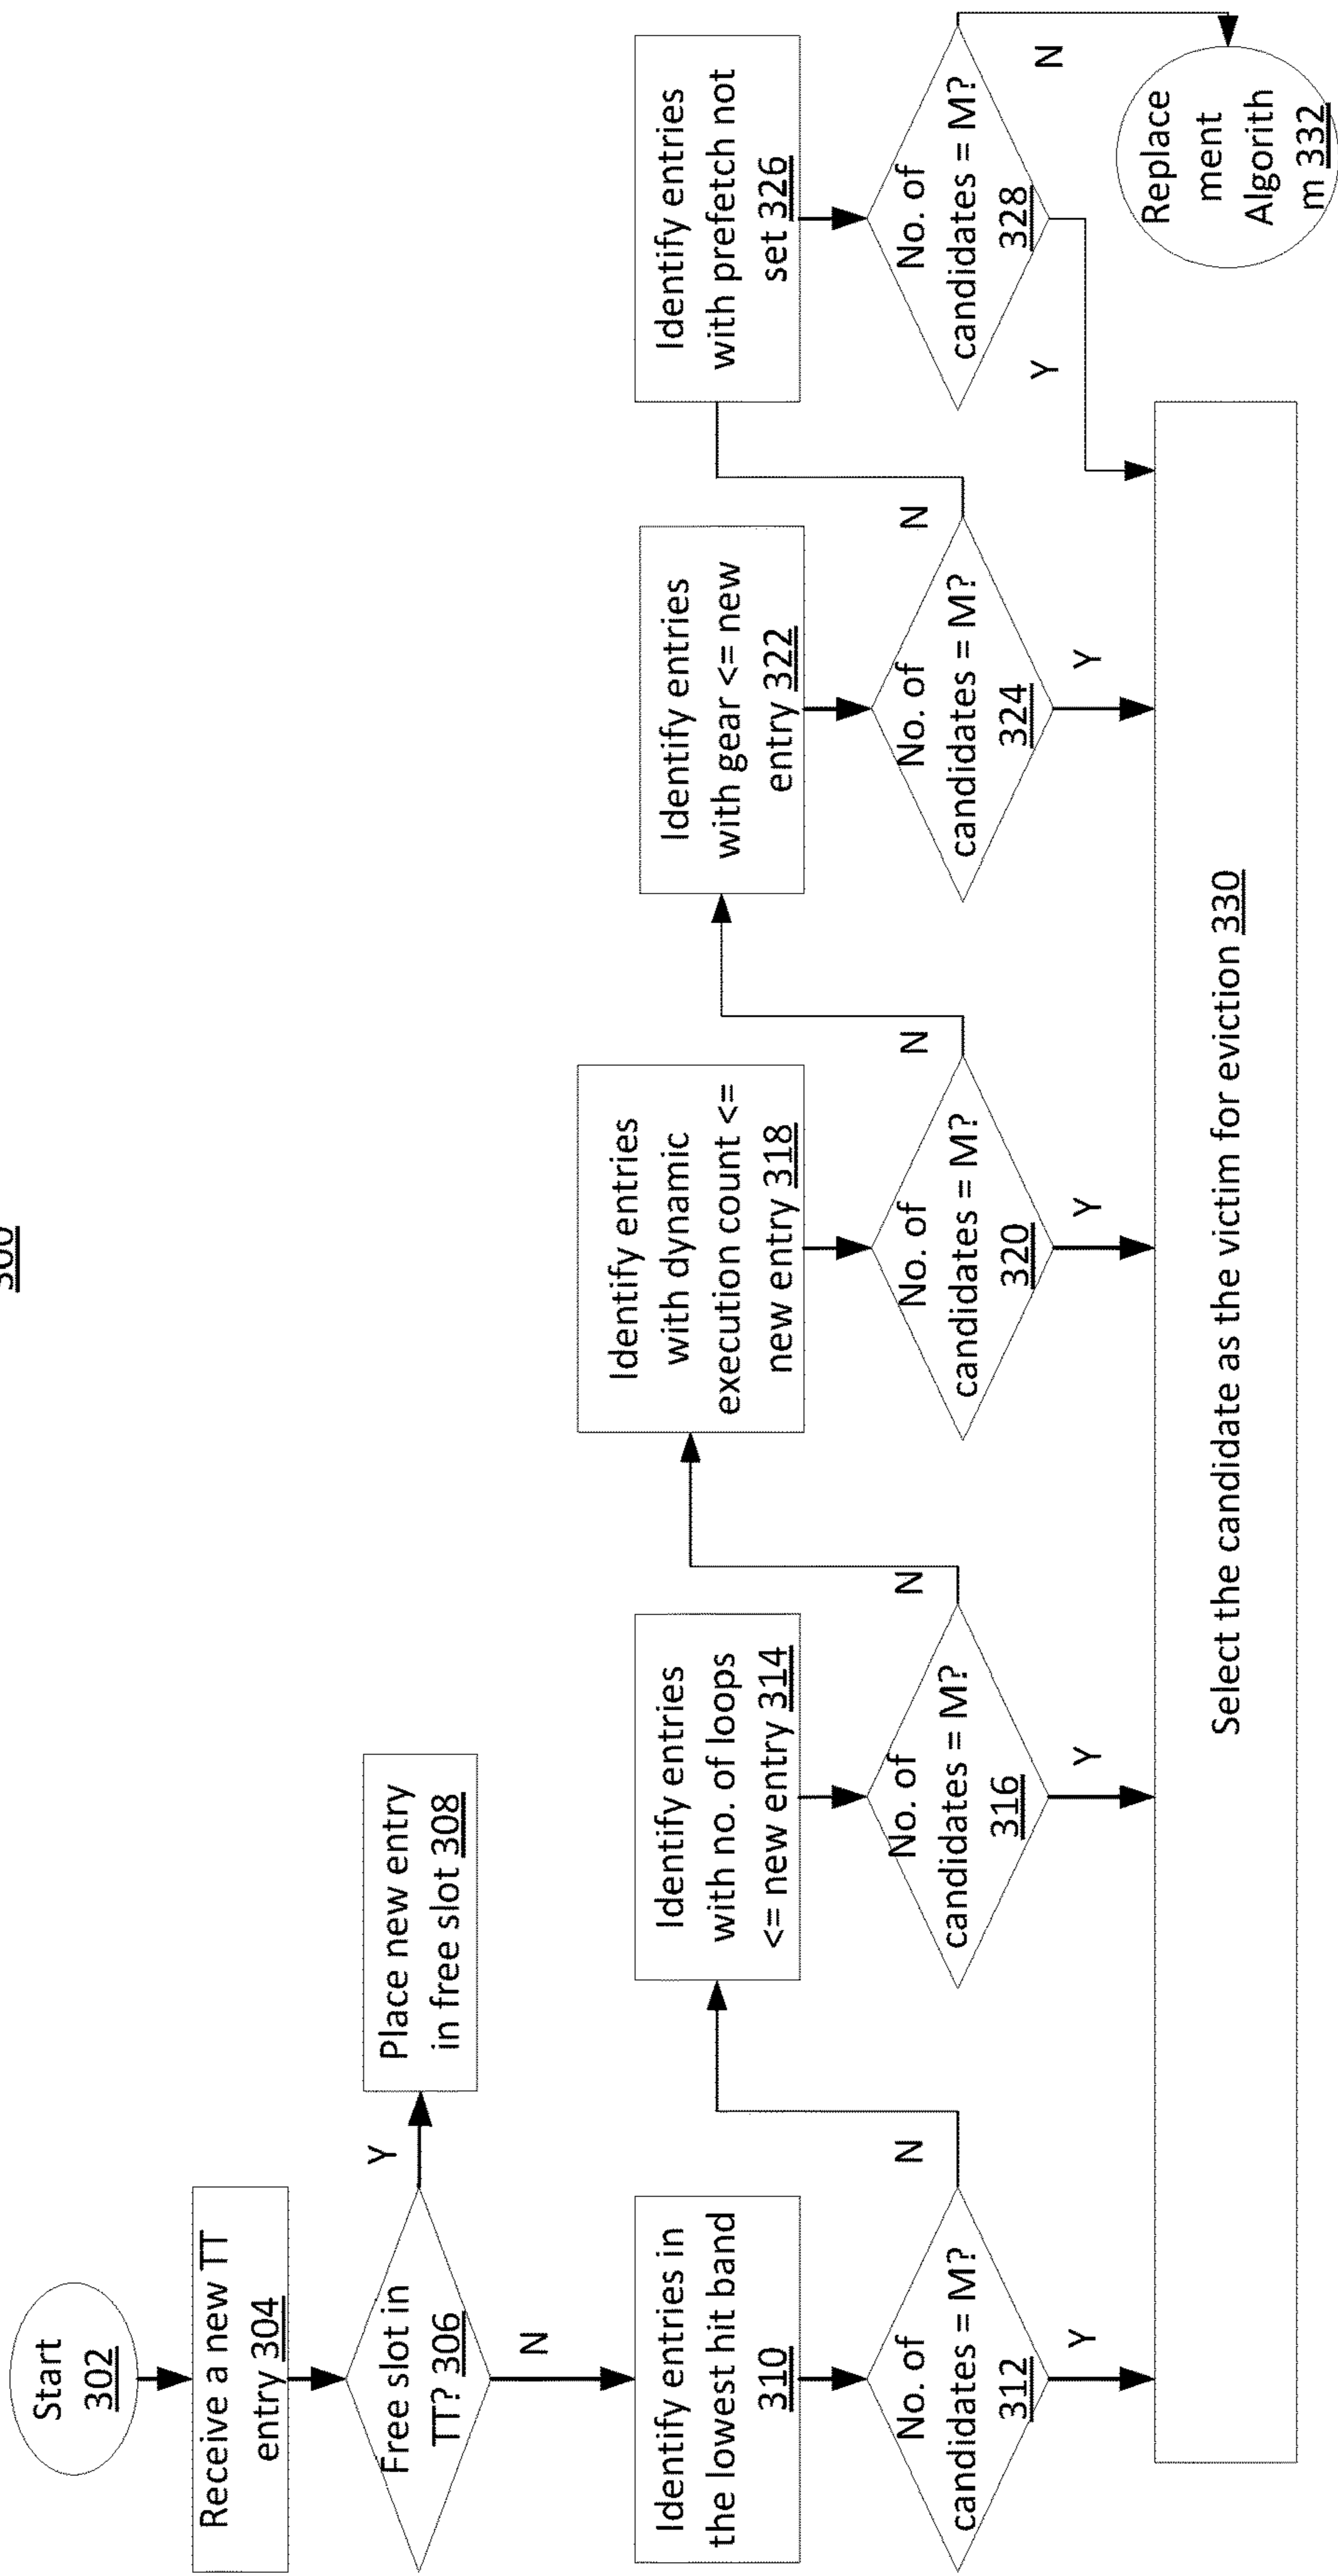 300
Start
302
Receive a new TT
entry 304
Free slot in
TT? 306
Y
Place new entry
in free slot 308
N
Identify entries in
the lowest hit band
310
No. of
candidates = M?
312
Y
N
Identify entries
with no. of loops
<= new entry 314
No. of
candidates = M?
316
Y
N
Identify entries
with dynamic
execution count <=
new entry 318
No. of
candidates = M?
320
Y
N
Identify entries
with gear <= new
entry 322
No. of
candidates = M?
324
Y
N
Identify entries
with prefetch not
set 326
No. of
candidates = M?
328
Y
N
Replace
ment
Algorith
m 332
Select the candidate as the victim for eviction 330